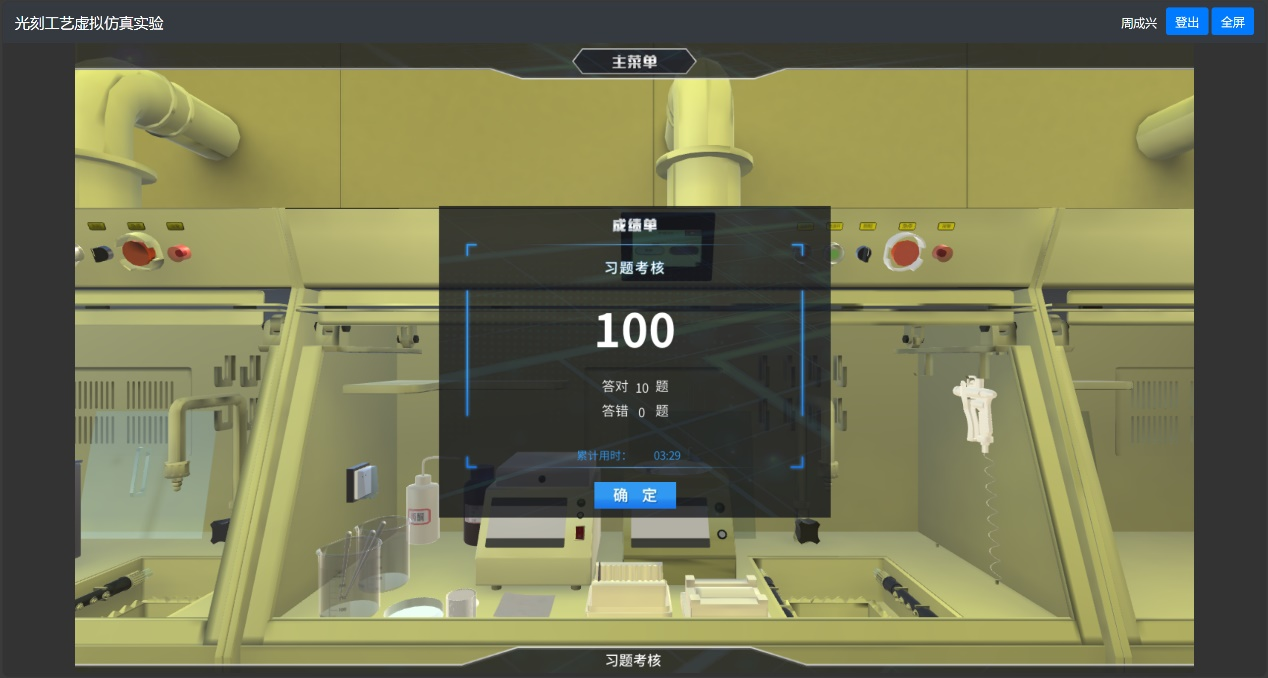 光刻工艺虚拟仿真实验
周成兴 登出 全屏
主菜单
成绩单
习题考核
100
答对 10 题
答错 0 题
累计用时: 03:29
确 定
习题考核